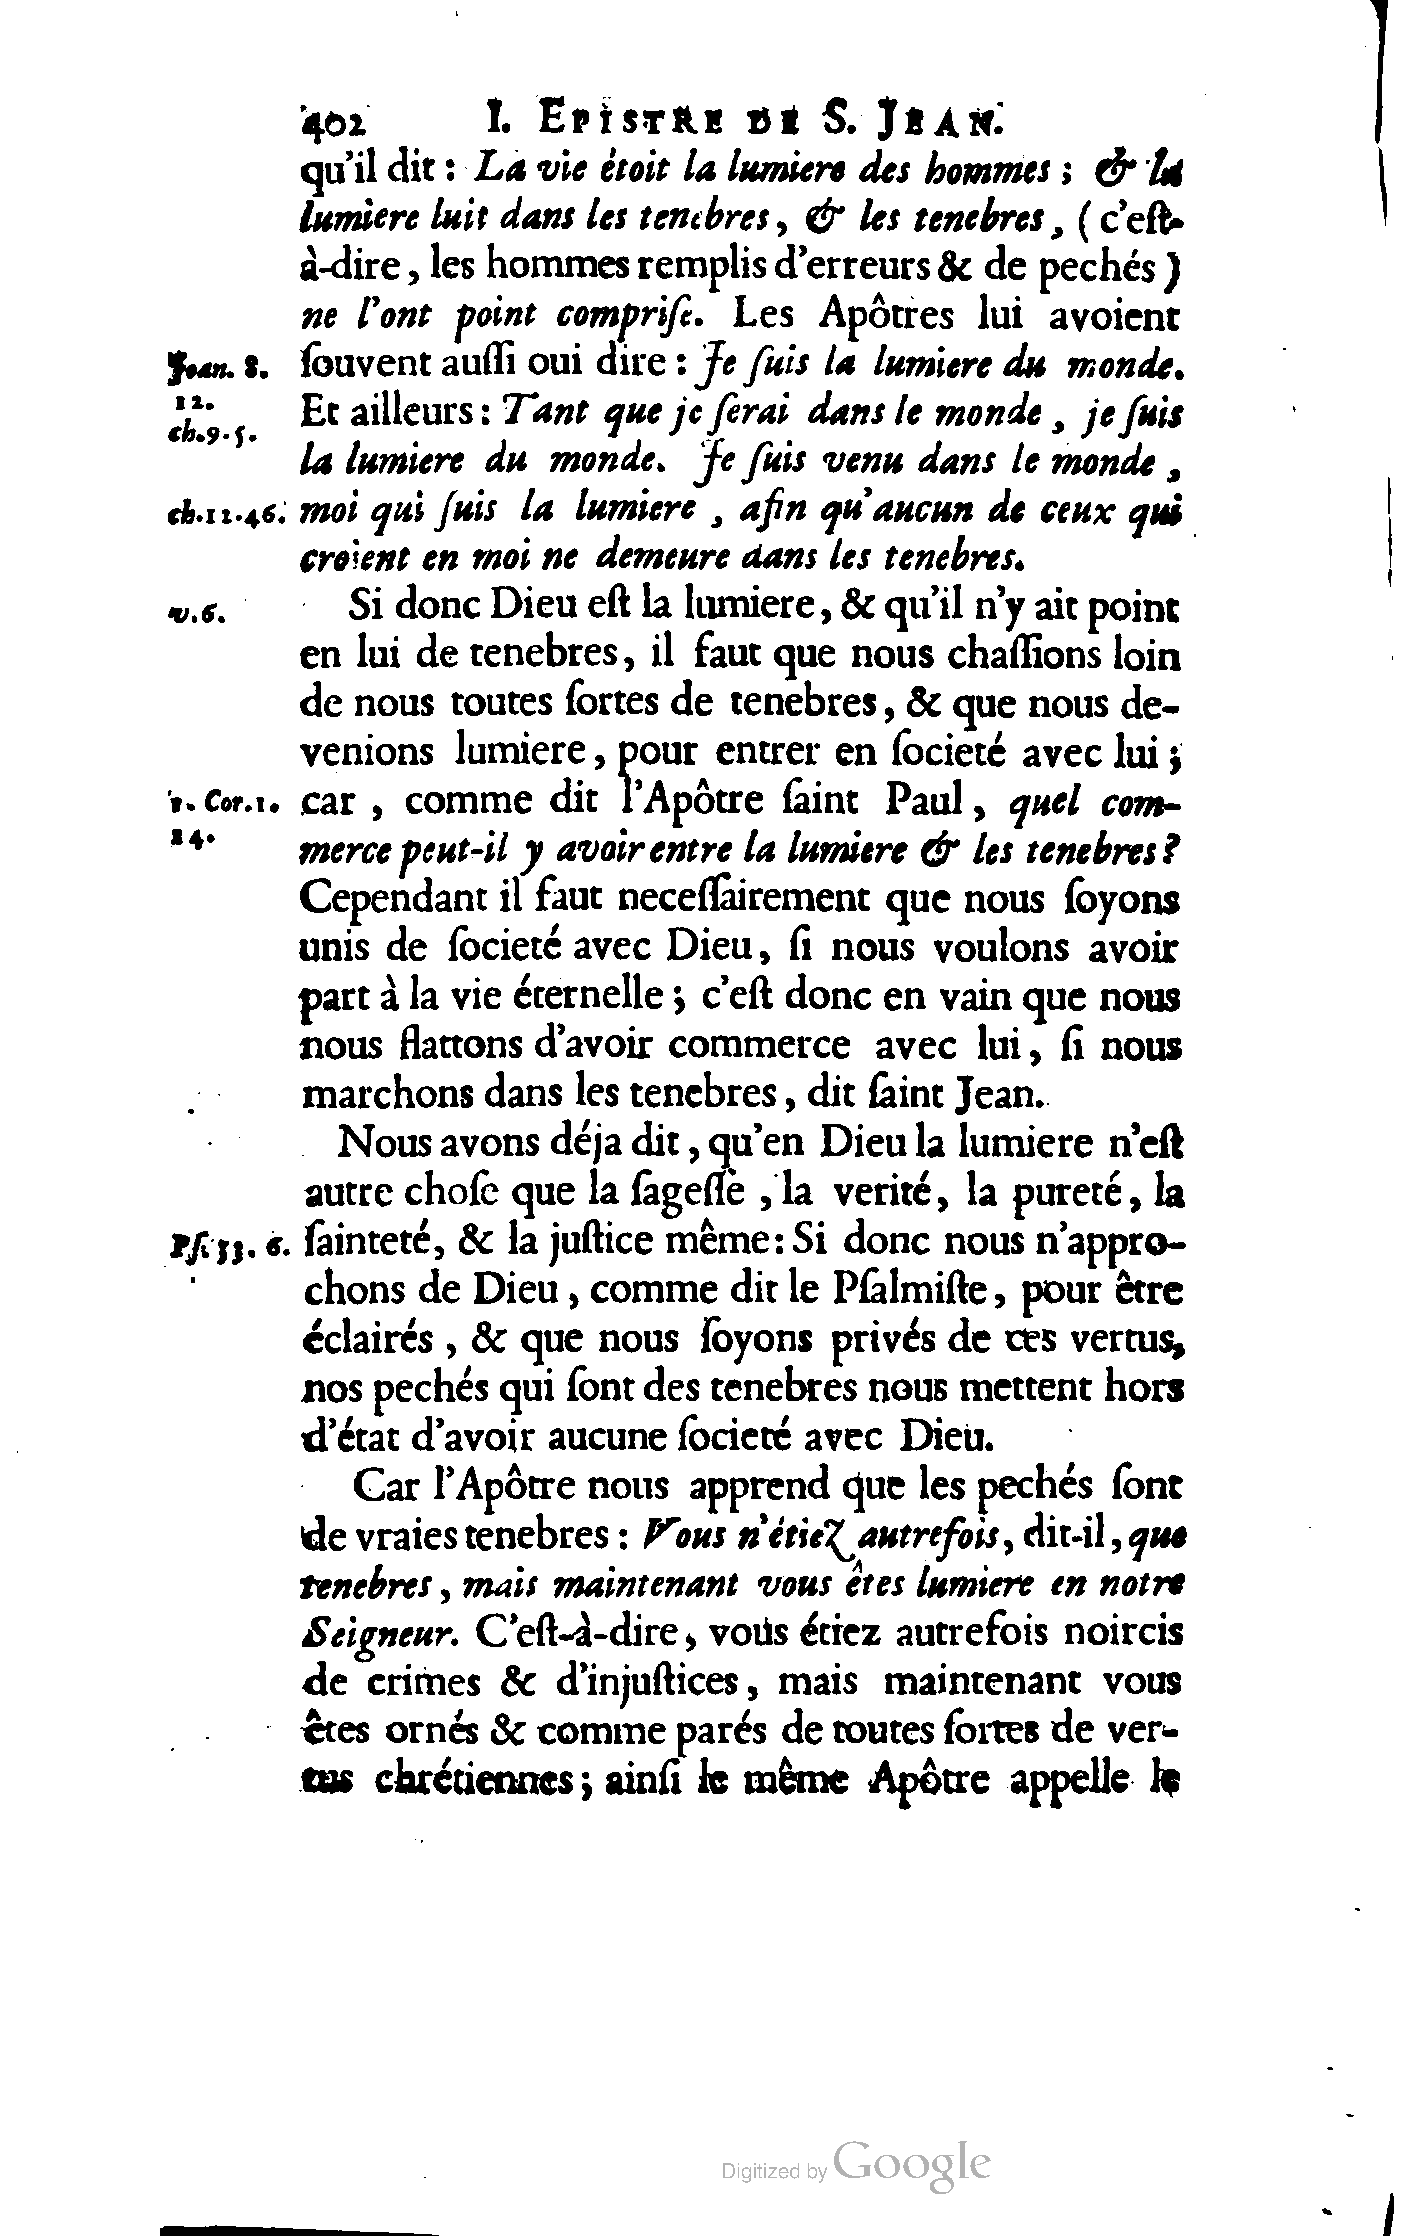 402 I. EPISTRE DE S. JEAN.
qu'il dit : La vie étoit la lumiere des hommes ; & la
lumiere luit dans les tenebres, & les tenebres, ( c'eſt-
à-dire, les hommes remplis d'erreurs & de pechés )
ne l'ont point compriſe. Les Apôtres lui avoient
Jean. 8. ſouvent auſſi oui dire : Je ſuis la lumiere du monde.
12. Et ailleurs : Tant que je ſerai dans le monde, je ſuis
ch.9.5.
la lumiere du monde. Je ſuis venu dans le monde,
ch.12.46. moi qui ſuis la lumiere, afin qu'aucun de ceux qui
croient en moi ne demeure dans les tenebres.
v.6. Si donc Dieu eſt la lumiere, & qu'il n'y ait point
en lui de tenebres, il faut que nous chaſſions loin
de nous toutes ſortes de tenebres, & que nous de-
venions lumiere, pour entrer en ſocieté avec lui ;
1. Cor.1. car, comme dit l'Apôtre ſaint Paul, quel com-
14. merce peut-il y avoir entre la lumiere & les tenebres ?
Cependant il faut neceſſairement que nous ſoyons
unis de ſocieté avec Dieu, ſi nous voulons avoir
part à la vie éternelle ; c'eſt donc en vain que nous
nous flattons d'avoir commerce avec lui, ſi nous
marchons dans les tenebres, dit ſaint Jean.
Nous avons déja dit, qu'en Dieu la lumiere n'eſt
autre choſe que la ſageſſe, la verité, la pureté, la
Pſ. 33. 6. ſainteté, & la juſtice même : Si donc nous n'appro-
chons de Dieu, comme dit le Pſalmiſte, pour être
éclairés, & que nous ſoyons privés de ces vertus,
nos pechés qui ſont des tenebres nous mettent hors
d'état d'avoir aucune ſocieté avec Dieu.
Car l'Apôtre nous apprend que les pechés ſont
de vraies tenebres : Vous n'étiez autrefois, dit-il, que
tenebres, mais maintenant vous êtes lumiere en notre
Seigneur. C'eſt-à-dire, vous étiez autrefois noircis
de crimes & d'injuſtices, mais maintenant vous
êtes ornés & comme parés de toutes ſortes de ver-
tus chrétiennes ; ainſi le même Apôtre appelle le
Digitized by Google